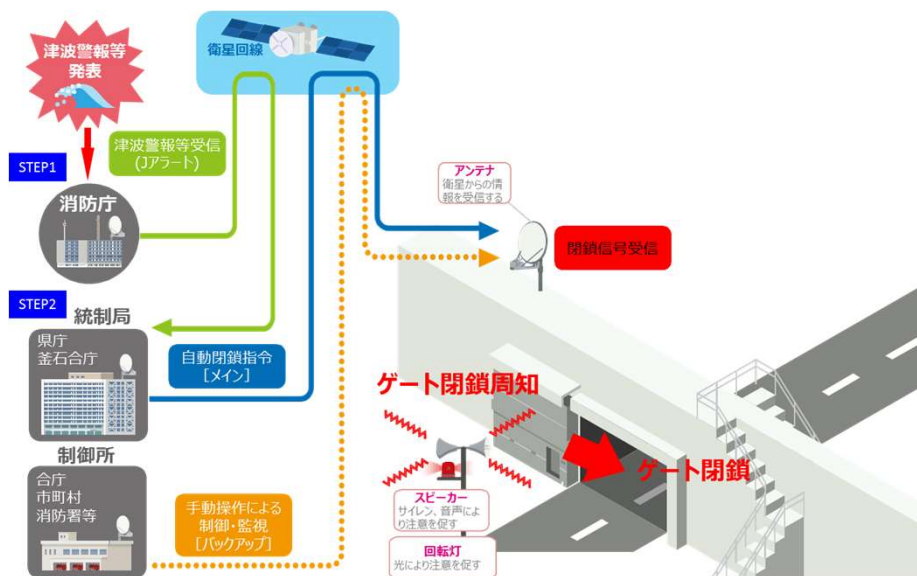 津波警報等
発表
衛星回線
津波警報等受信
(Jアラート)
STEP1
消防庁
アンテナ
衛星からの情
報を受信する
閉鎖信号受信
STEP2
統制局
県庁
釜石合庁
自動閉鎖指令
[メイン]
ゲート閉鎖周知
ゲート閉鎖
制御所
合庁
市町村
消防署等
手動操作による
制御・監視
[バックアップ]
スピーカー
サイレン、音声によ
り注意を促す
回転灯
光により注意を促す